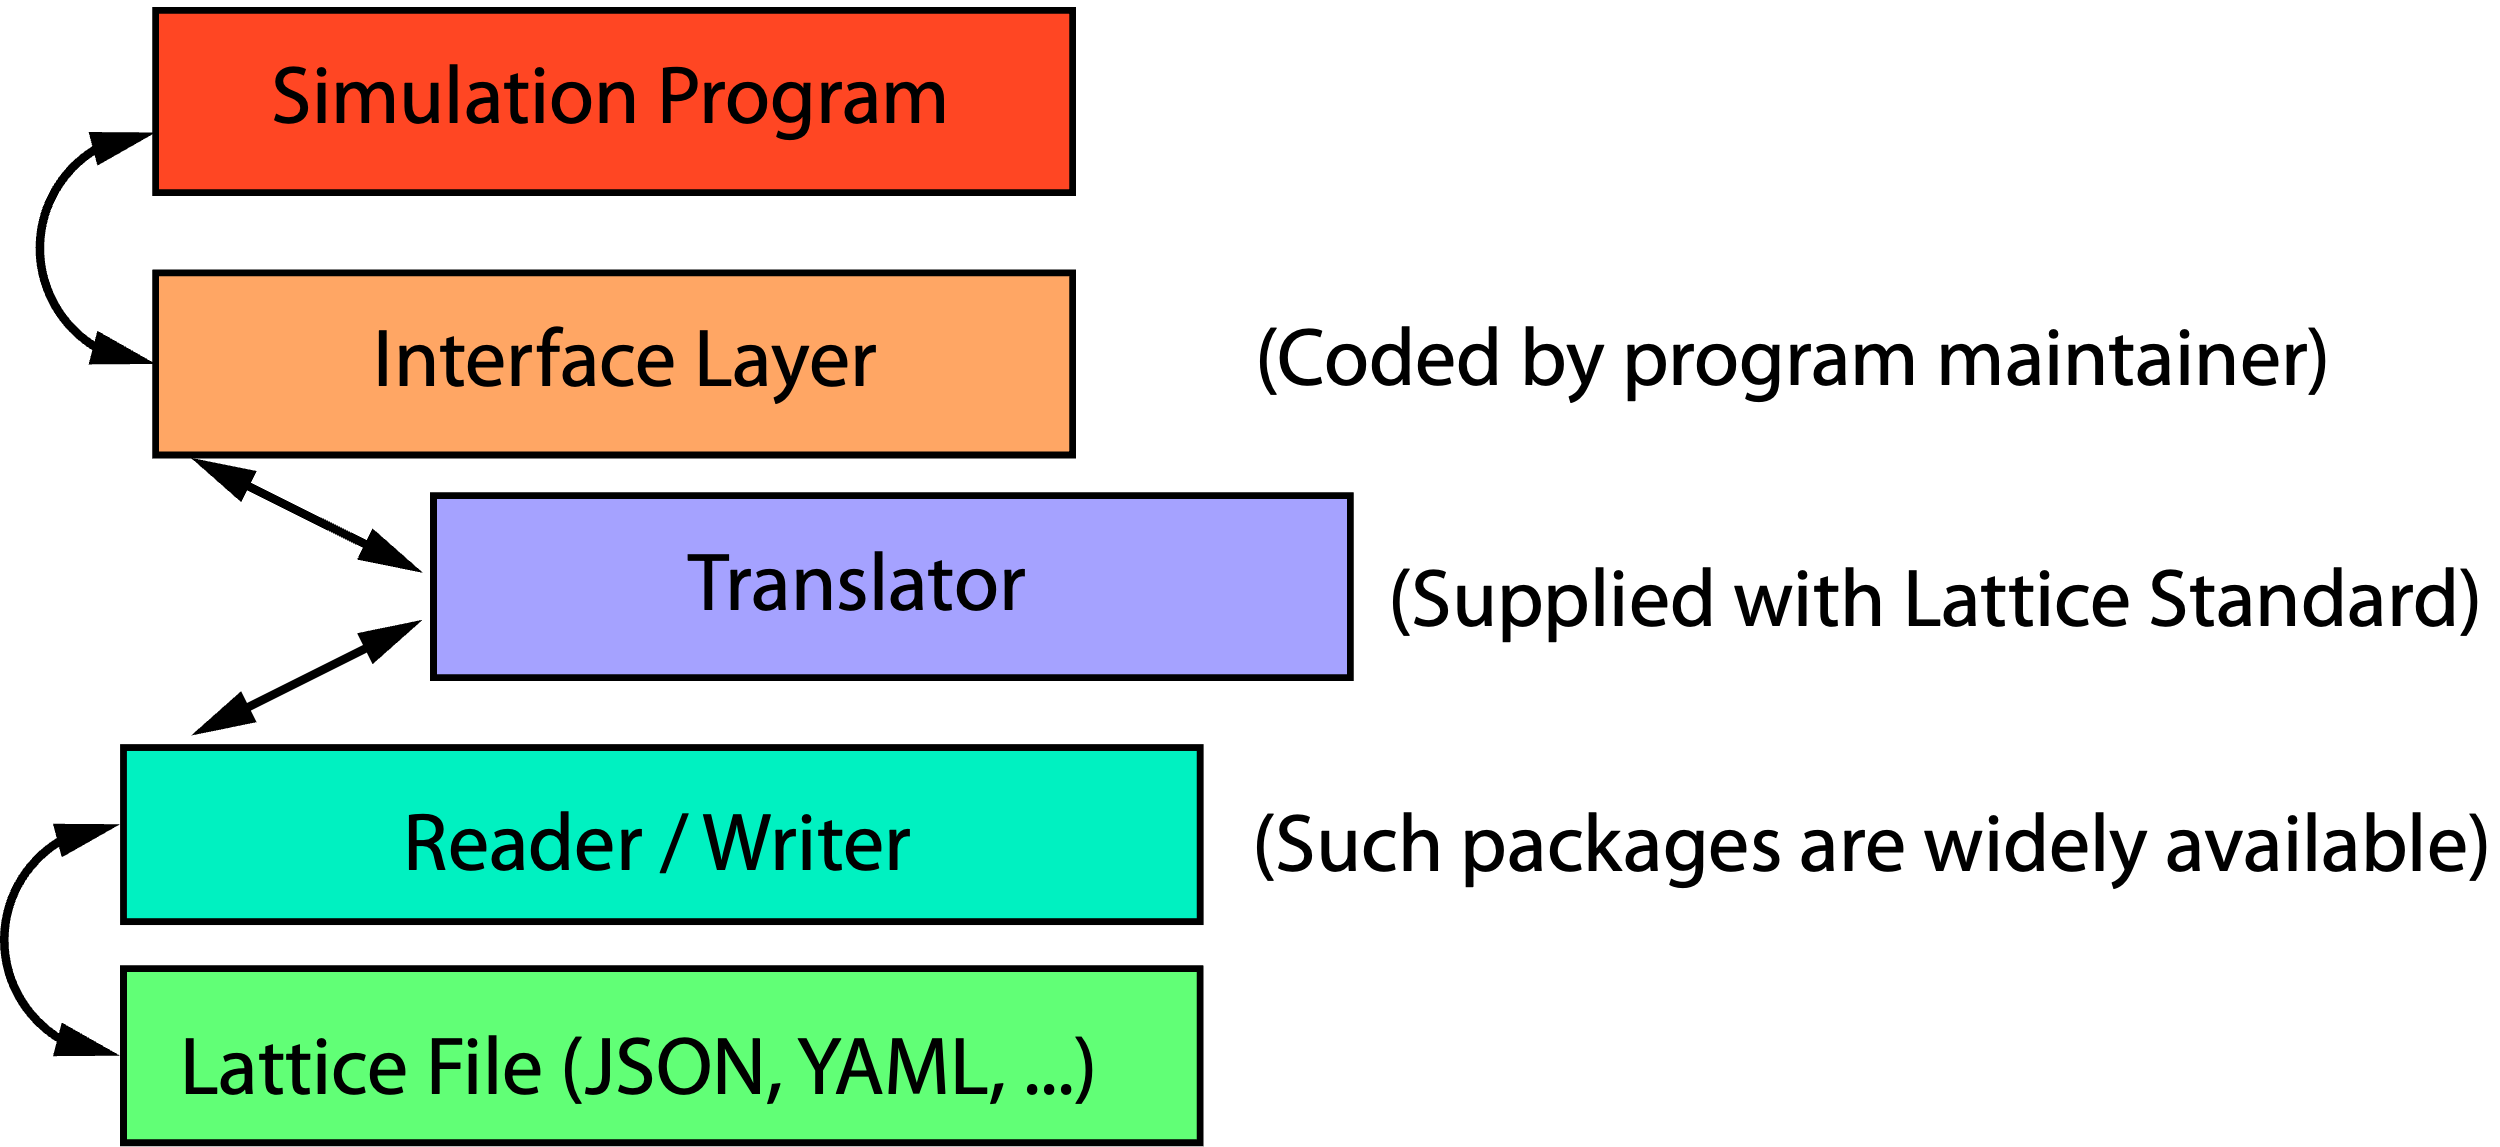 Simulation Program
Interface Layer
(Coded by program maintainer)
Translator
(Supplied with Lattice Standard)
Reader / Writer
(Such packages are widely available)
Lattice File (JSON, YAML, ...)